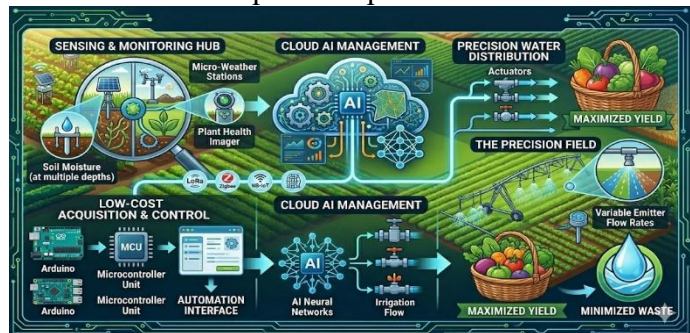 SENSING & MONITORING HUB
Micro-Weather
Stations
Plant Health
Imager
Soil Moisture
(at multiple depths)
CLOUD AI MANAGEMENT
AI
PRECISION WATER
DISTRIBUTION
Actuators
MAXIMIZED YIELD
LoRa
Zigbee
NB-IoT
THE PRECISION FIELD
Variable Emitter
Flow Rates
LOW-COST
ACQUISITION & CONTROL
Arduino
MCU
Microcontroller
Unit
Arduino
Microcontroller
Unit
AUTOMATION
INTERFACE
CLOUD AI MANAGEMENT
AI
AI Neural
Networks
Irrigation
Flow
MAXIMIZED YIELD
MINIMIZED WASTE